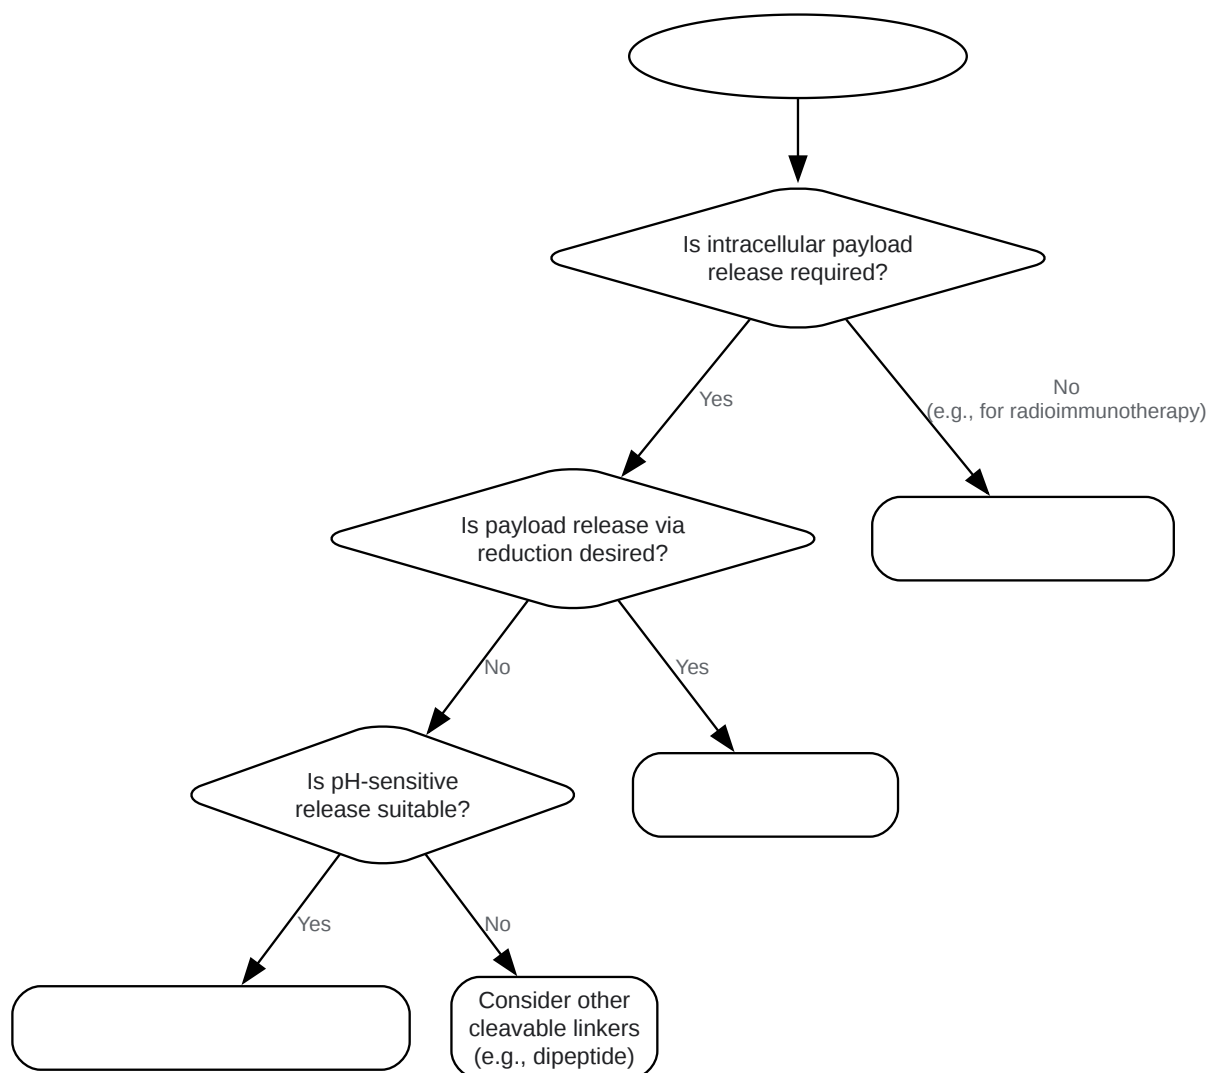 Is intracellular payload
release required?
Yes
No
(e.g., for radioimmunotherapy)
Is payload release via
reduction desired?
No
Yes
Is pH-sensitive
release suitable?
Yes
No
Consider other
cleavable linkers
(e.g., dipeptide)